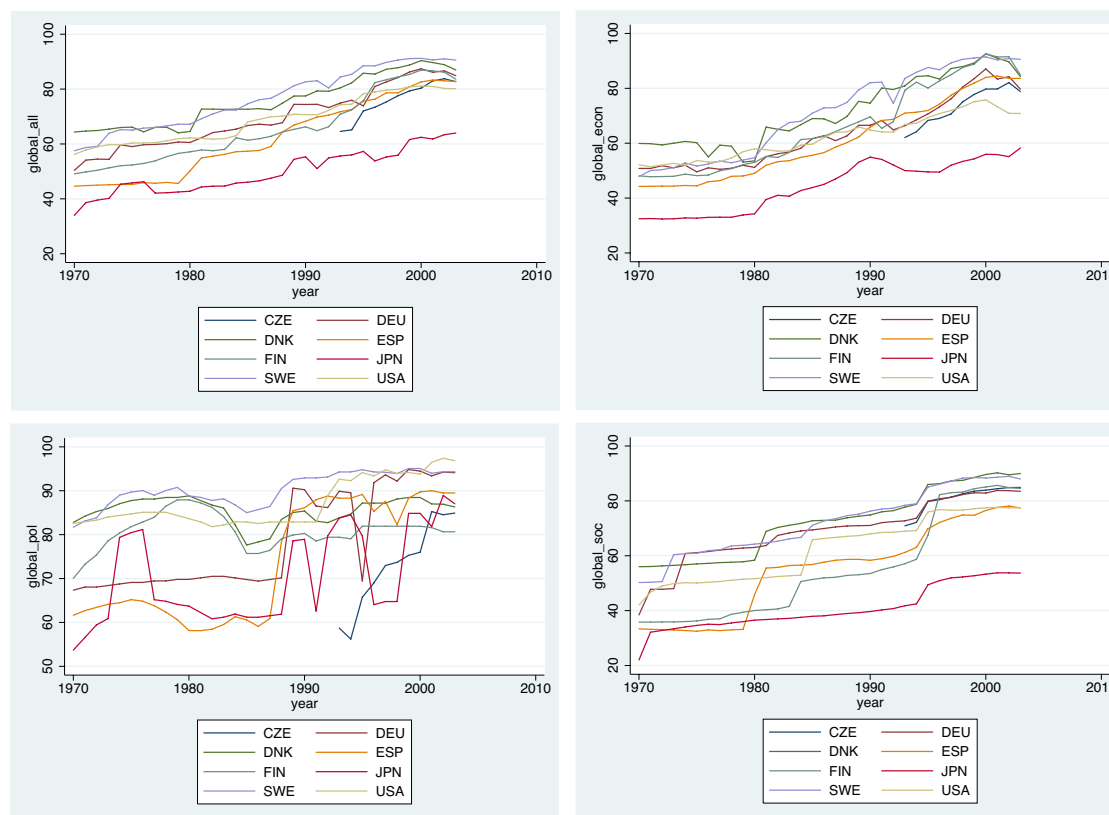 global_all
100
80
60
40
20
1970 1980 1990 2000 2010
year
CZE DEU
DNK ESP
FIN JPN
SWE USA
global_econ
100
80
60
40
20
1970 1980 1990 2000 201
year
CZE DEU
DNK ESP
FIN JPN
SWE USA
global_pol
100
90
80
70
60
50
1970 1980 1990 2000 2010
year
CZE DEU
DNK ESP
FIN JPN
SWE USA
global_soc
100
80
60
40
20
1970 1980 1990 2000 201
year
CZE DEU
DNK ESP
FIN JPN
SWE USA